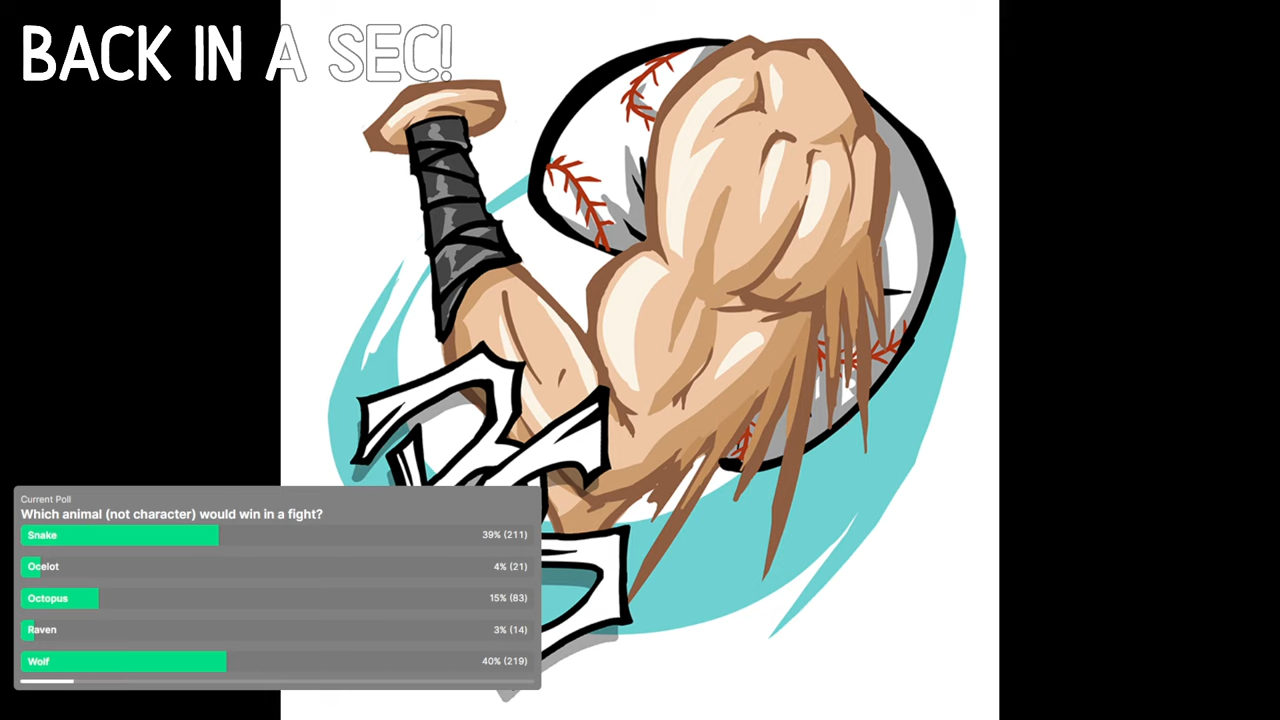 BACK IN A SEC!
Current Poll
Which animal (not character) would win in a fight?
Snake 39% (211)
Ocelot 4% (21)
Octopus 15% (83)
Raven 3% (14)
Wolf 40% (219)